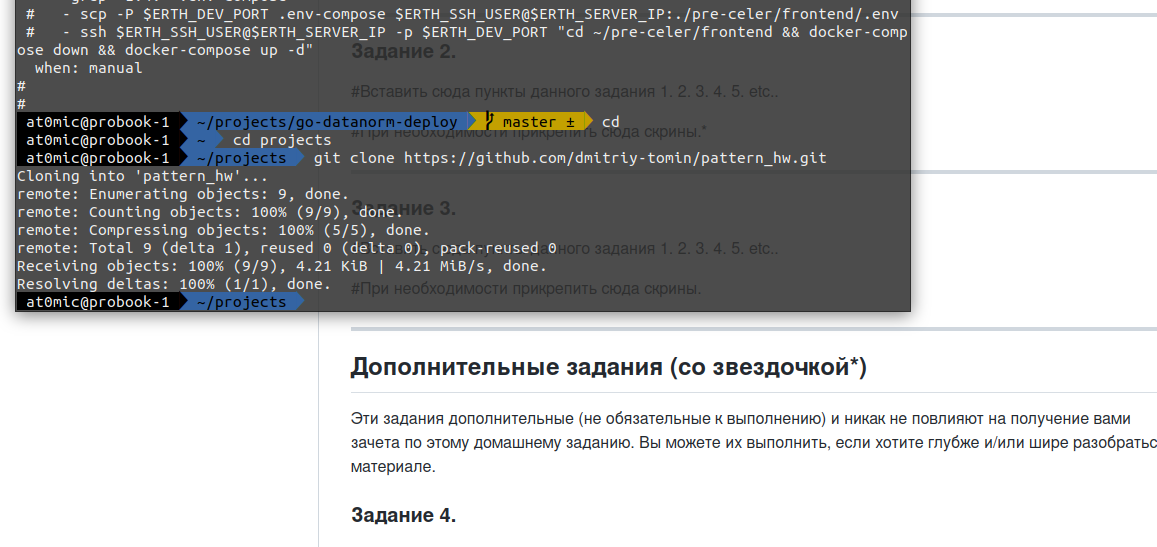 #   - scp -P $ERTH_DEV_PORT .env-compose $ERTH_SSH_USER@$ERTH_SERVER_IP:./pre-celer/frontend/.env
#   - ssh $ERTH_SSH_USER@$ERTH_SERVER_IP -p $ERTH_DEV_PORT "cd ~/pre-celer/frontend && docker-comp
ose down && docker-compose up -d"
when: manual
#
#
at0mic@probook-1 ~/projects/go-datanorm-deploy master ± cd
at0mic@probook-1 ~ cd projects
at0mic@probook-1 ~/projects git clone https://github.com/dmitriy-tomin/pattern_hw.git
Cloning into 'pattern_hw'...
remote: Enumerating objects: 9, done.
remote: Counting objects: 100% (9/9), done.
remote: Compressing objects: 100% (5/5), done.
remote: Total 9 (delta 1), reused 0 (delta 0), pack-reused 0
Receiving objects: 100% (9/9), 4.21 KiB | 4.21 MiB/s, done.
Resolving deltas: 100% (1/1), done.
at0mic@probook-1 ~/projects
Задание 2.
#Вставить сюда пункты данного задания 1. 2. 3. 4. 5. etc..
#При необходимости прикрепить сюда скрины.*
Задание 3.
данного задания 1. 2. 3. 4. 5. etc..
#При необходимости прикрепить сюда скрины.
Дополнительные задания (со звездочкой*)
Эти задания дополнительные (не обязательные к выполнению) и никак не повлияют на получение вами
зачета по этому домашнему заданию. Вы можете их выполнить, если хотите глубже и/или шире разобратьс
материале.
Задание 4.